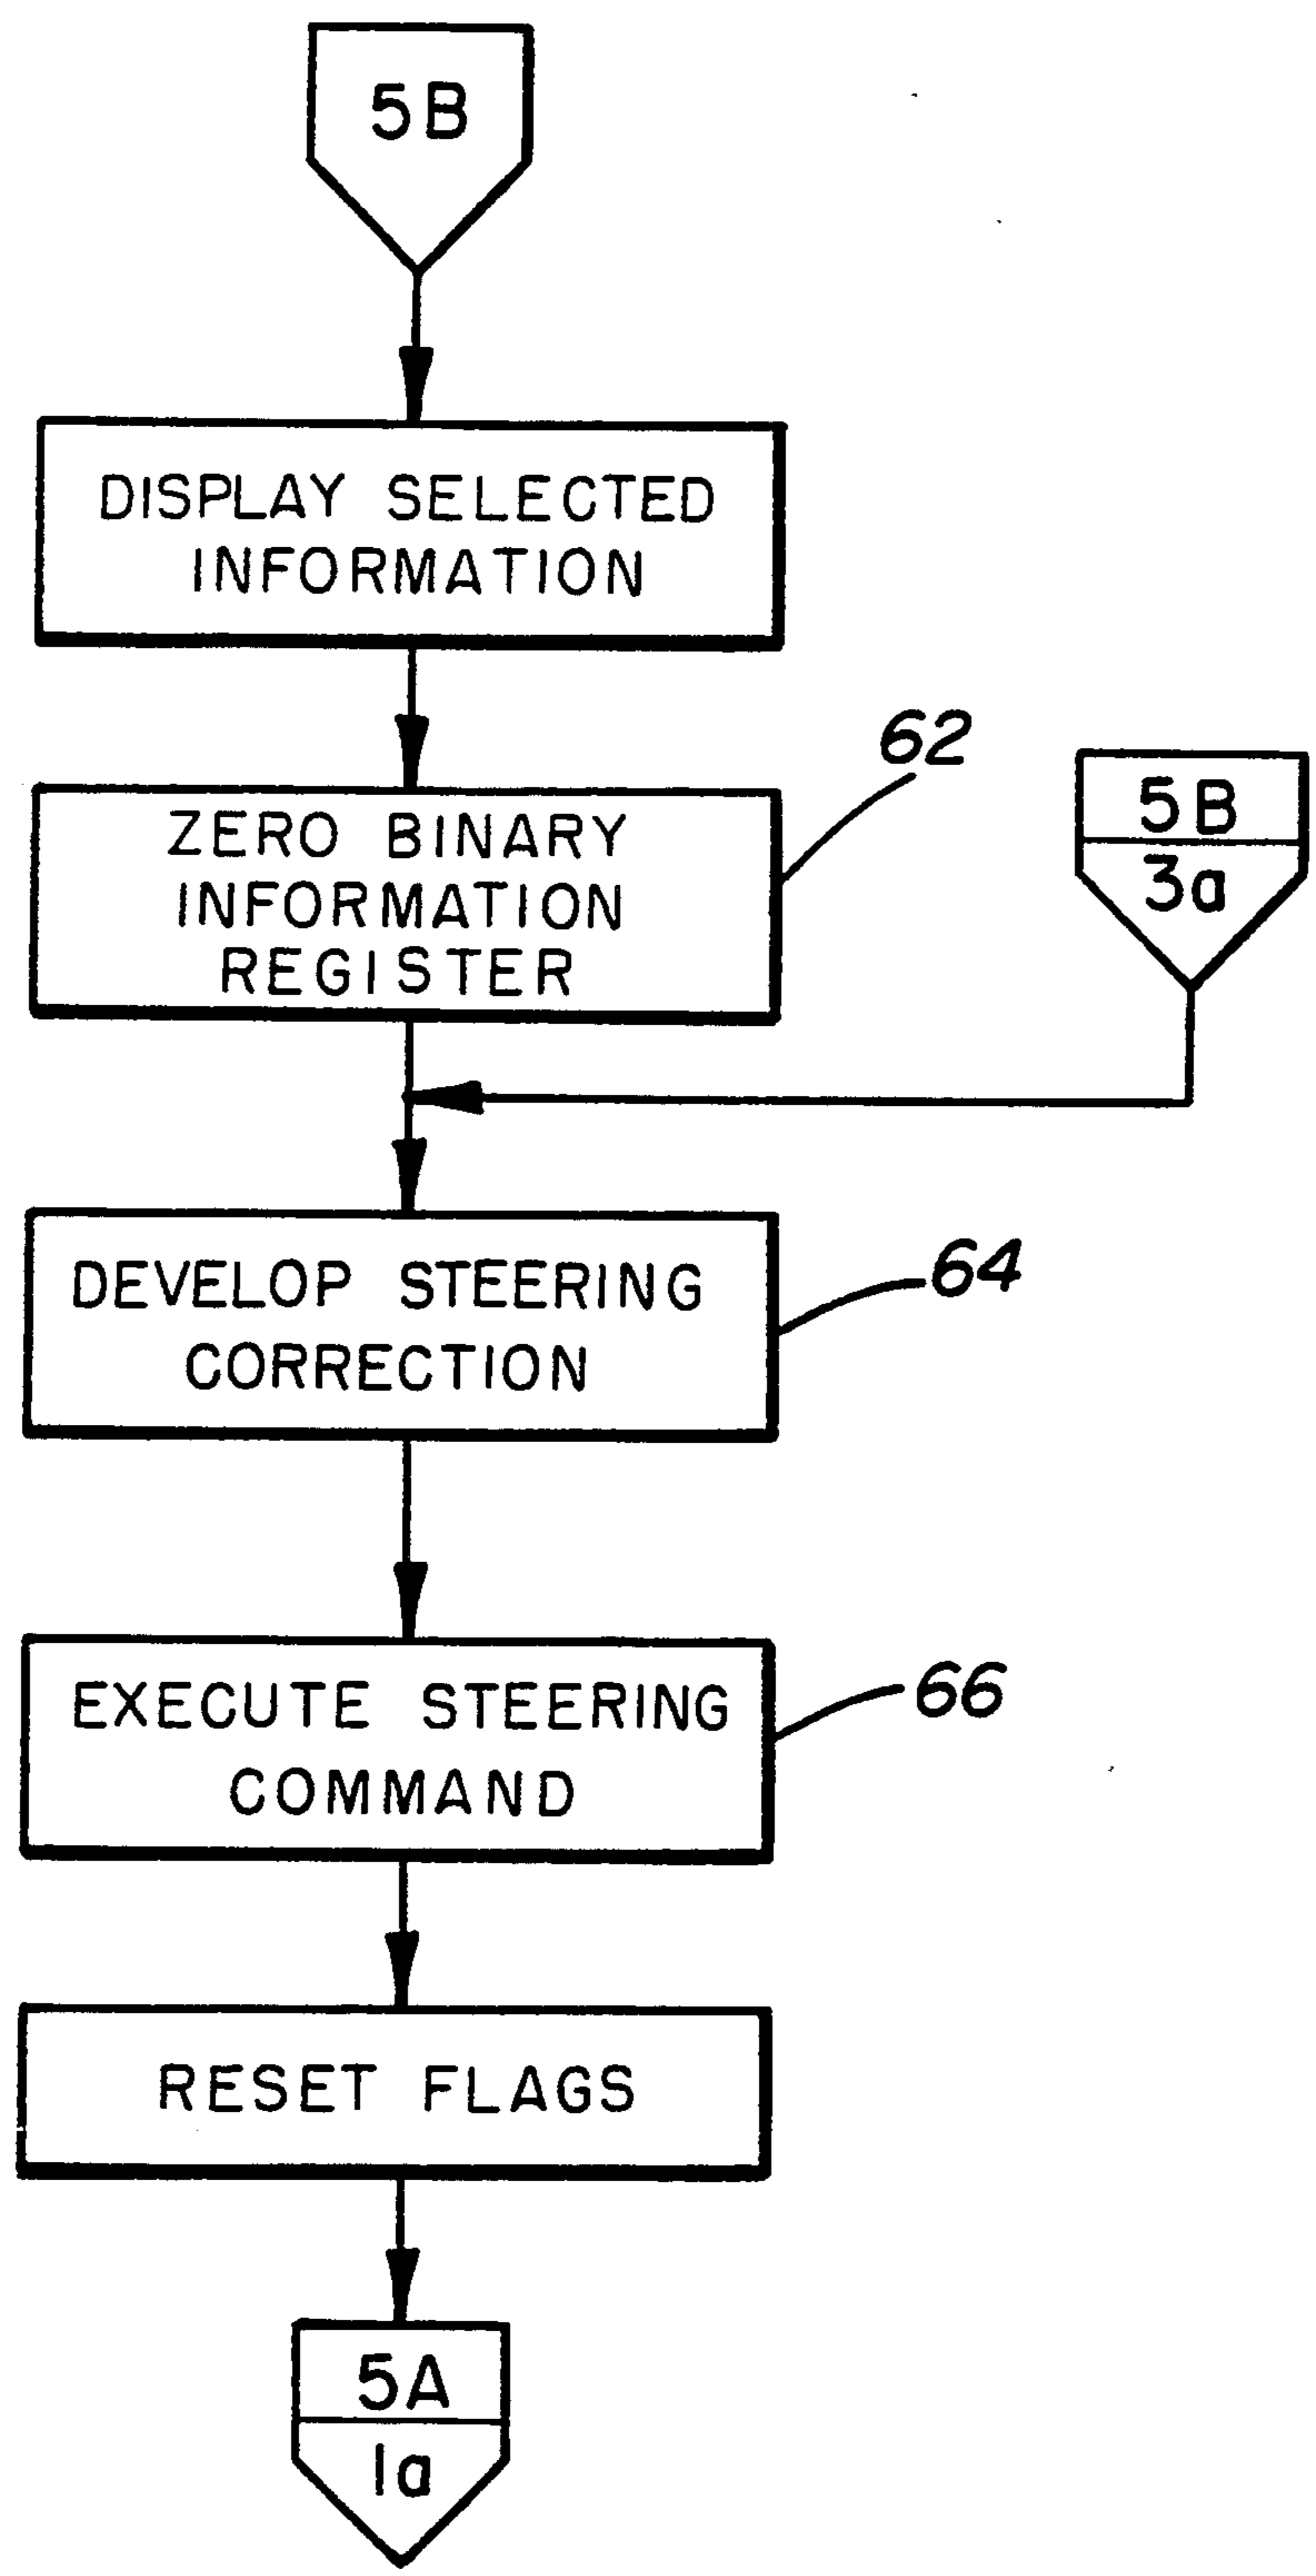 5B
DISPLAY SELECTED
INFORMATION
62
ZERO BINARY
INFORMATION
REGISTER
5B
3a
DEVELOP STEERING
CORRECTION
64
EXECUTE STEERING
COMMAND
66
RESET FLAGS
5A
1a